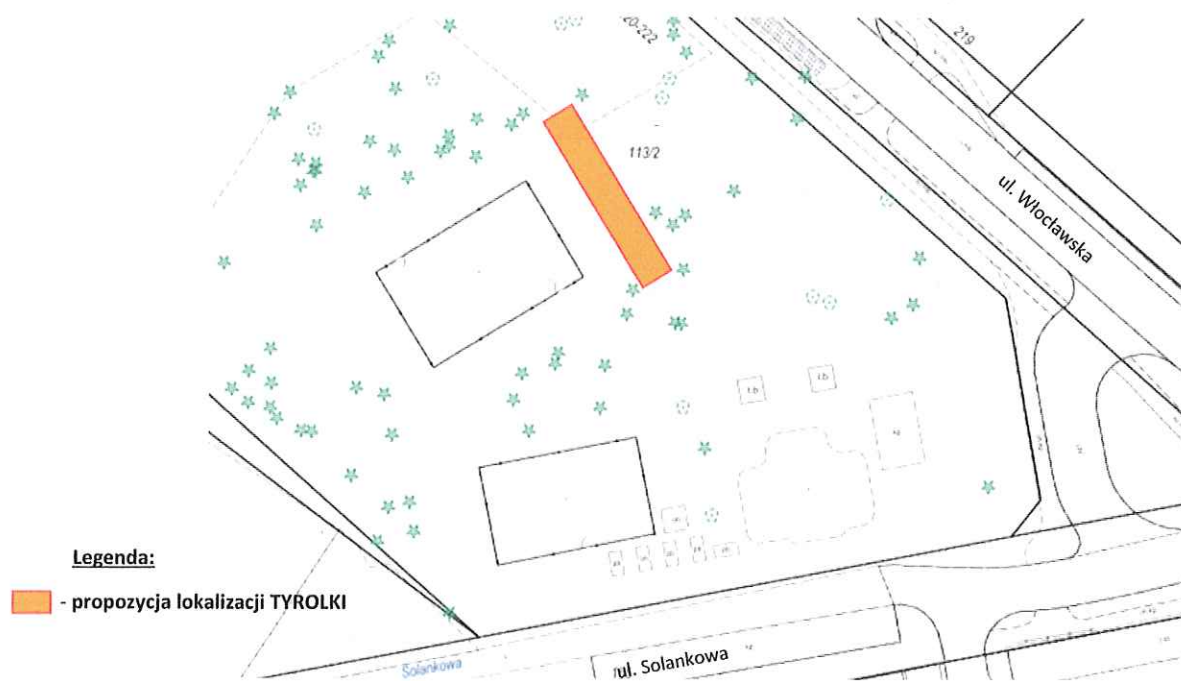 20-222
219
113/2
ul. Włocławska
Legenda:
- propozycja lokalizacji TYROLKI
Solankowa
ul. Solankowa